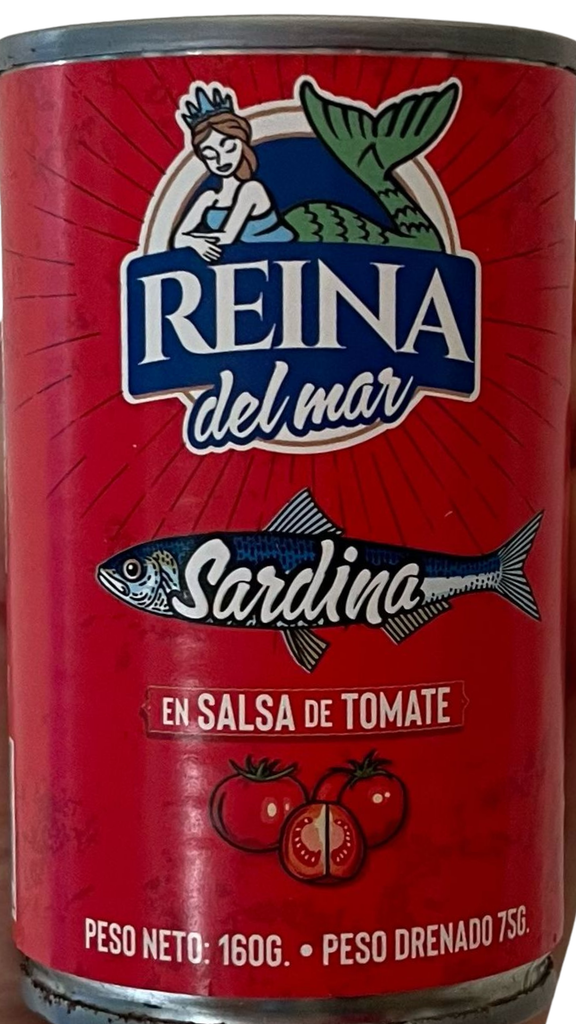 REINA
del mar
Sardina
EN SALSA DE TOMATE
PESO NETO: 160G. • PESO DRENADO 75G.